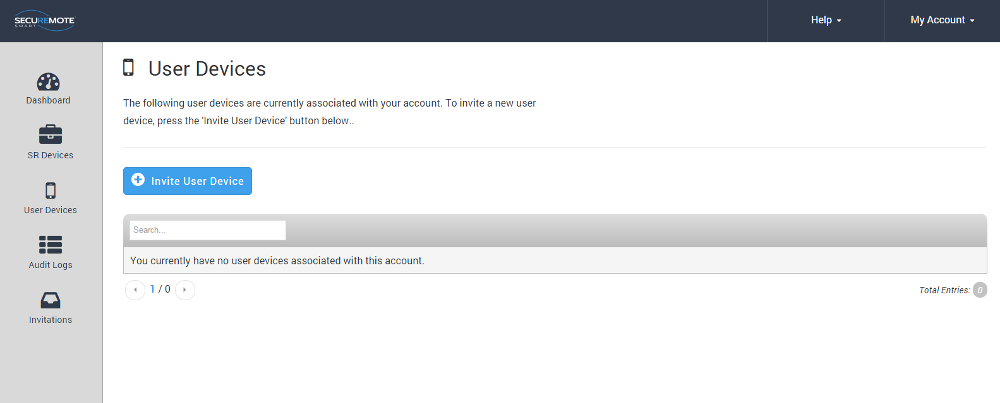 SECUREMOTE
SMART
Help
My Account
Dashboard
SR Devices
User Devices
Audit Logs
Invitations
User Devices
The following user devices are currently associated with your account. To invite a new user
device, press the 'Invite User Device' button below..
Invite User Device
Search...
You currently have no user devices associated with this account.
1 / 0
Total Entries: 0